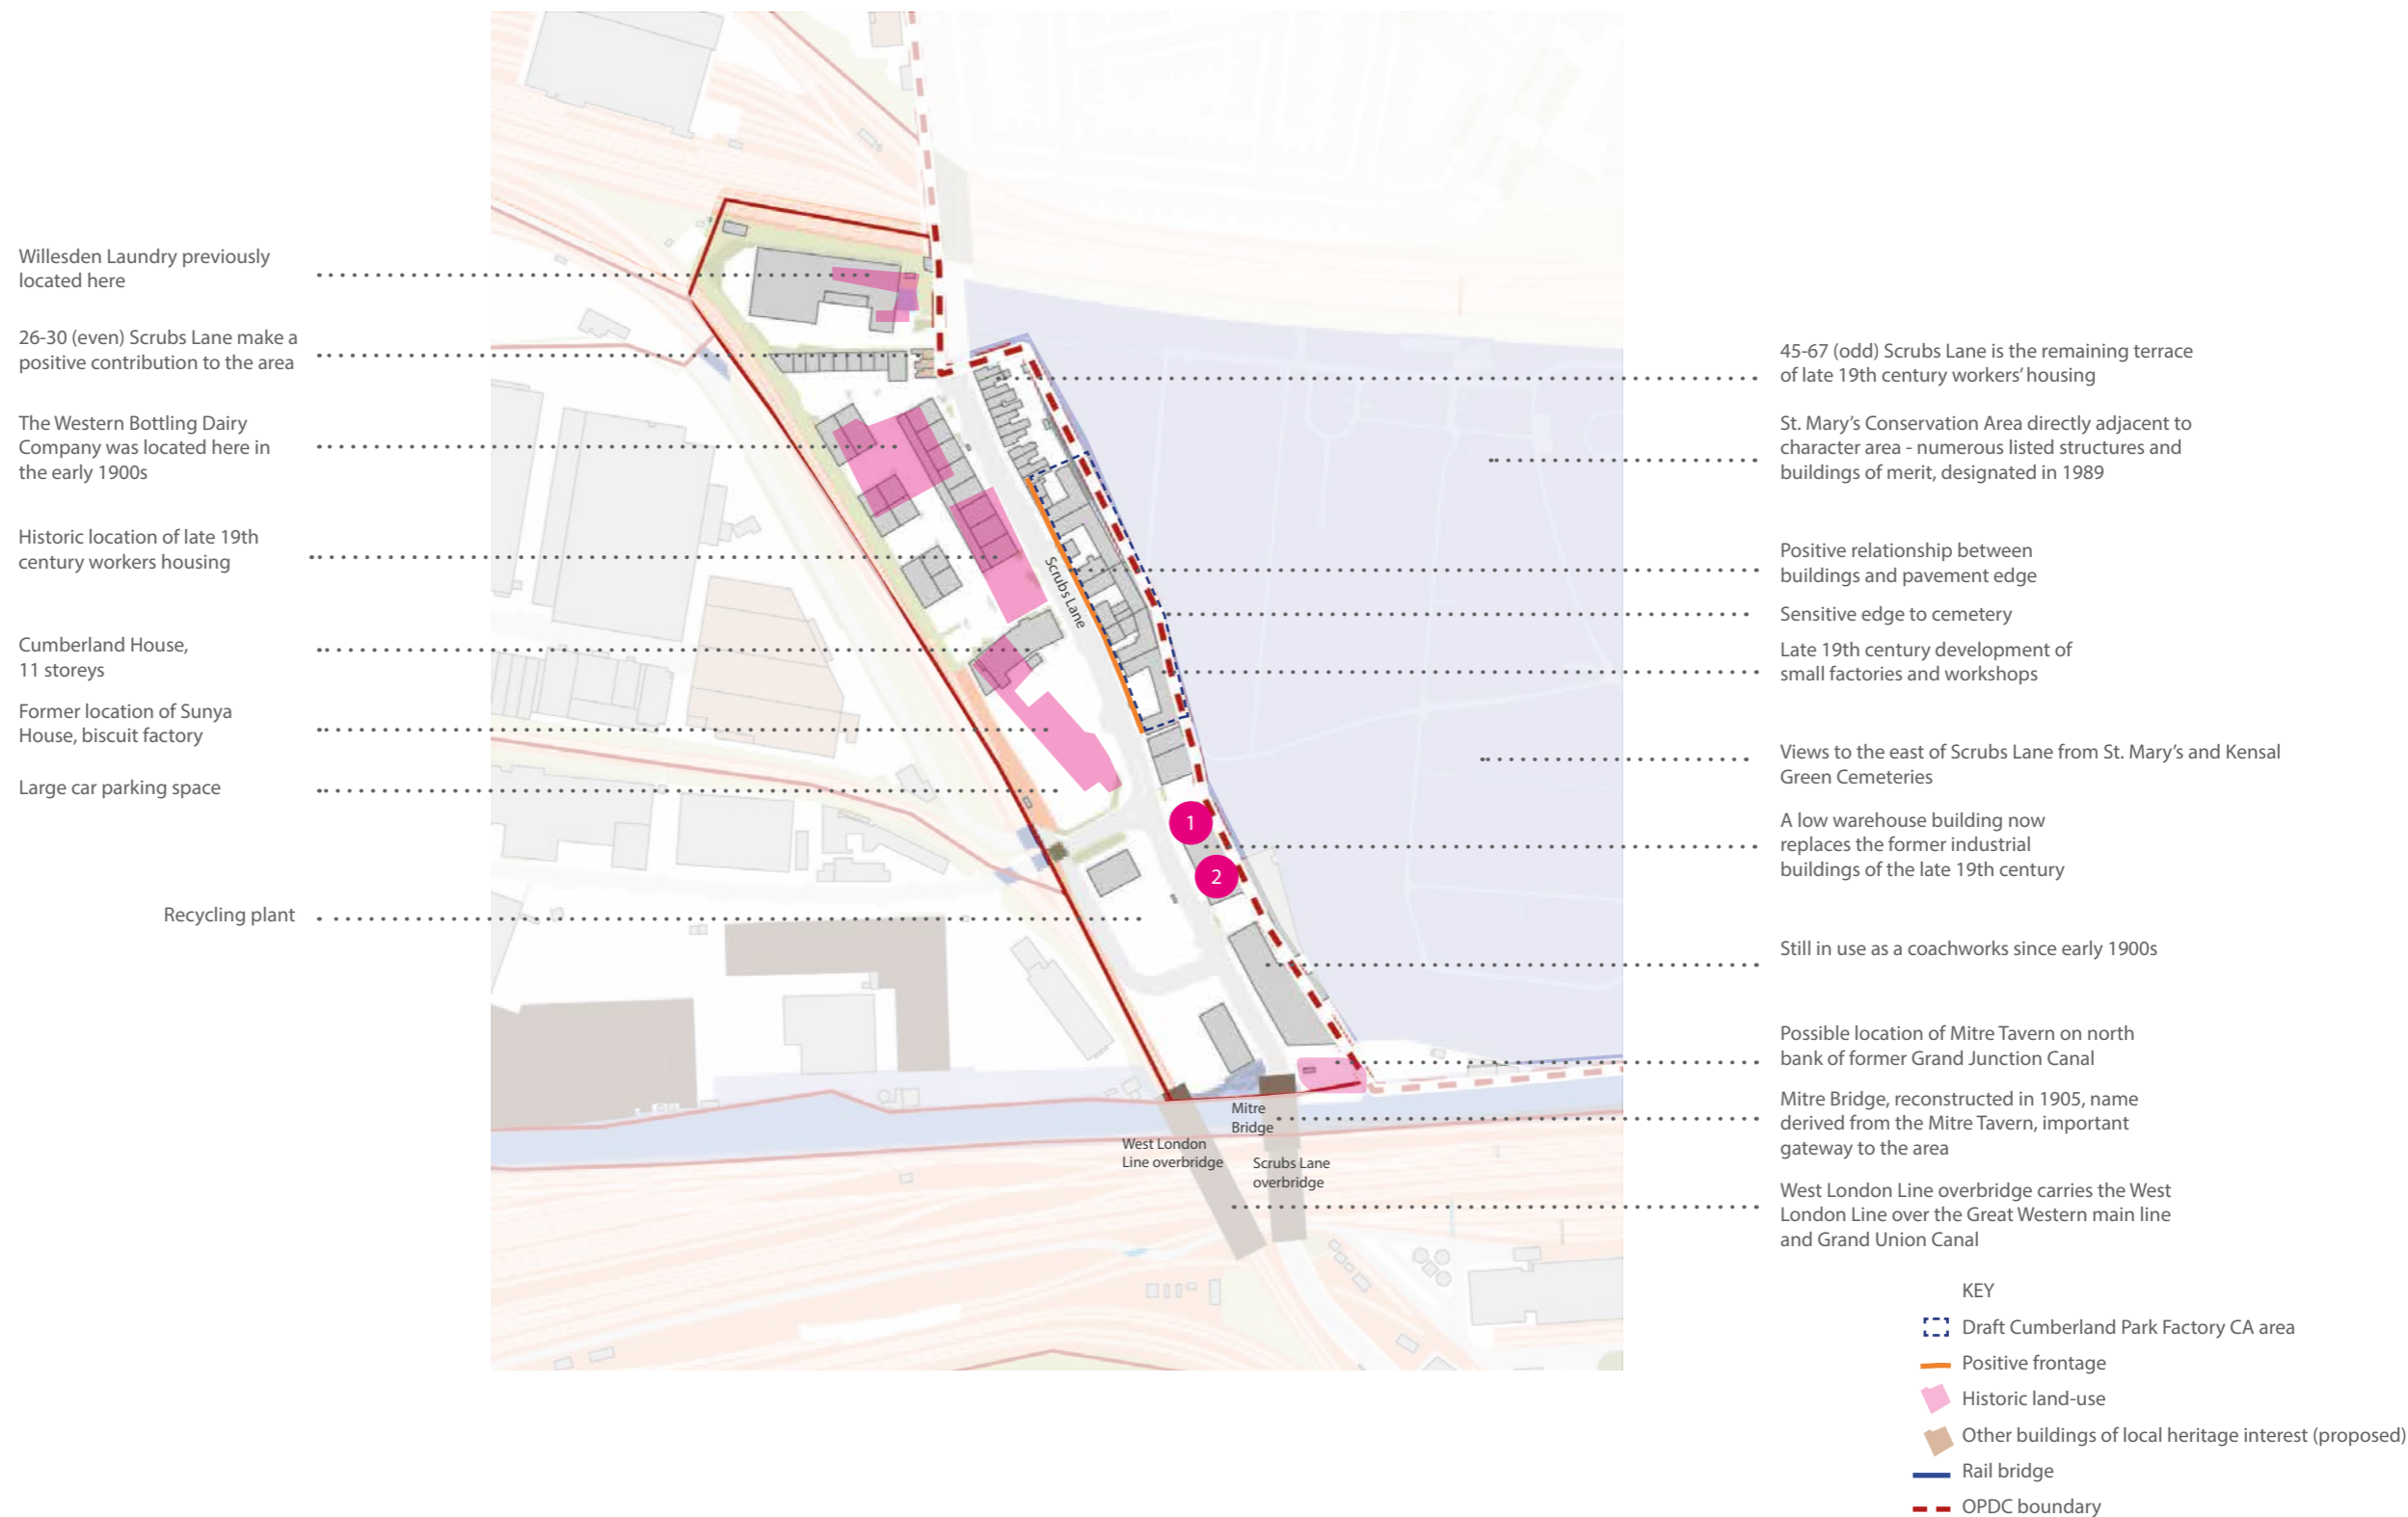 Willesden Laundry previously
located here
26-30 (even) Scrubs Lane make a
positive contribution to the area
The Western Bottling Dairy
Company was located here in
the early 1900s
Historic location of late 19th
century workers housing
Cumberland House,
11 storeys
Former location of Sunya
House, biscuit factory
Large car parking space
Recycling plant
Scrubs Lane
1
2
Mitre
Bridge
West London
Line overbridge
Scrubs Lane
overbridge
45-67 (odd) Scrubs Lane is the remaining terrace
of late 19th century workers' housing
St. Mary's Conservation Area directly adjacent to
character area - numerous listed structures and
buildings of merit, designated in 1989
Positive relationship between
buildings and pavement edge
Sensitive edge to cemetery
Late 19th century development of
small factories and workshops
Views to the east of Scrubs Lane from St. Mary's and Kensal
Green Cemeteries
A low warehouse building now
replaces the former industrial
buildings of the late 19th century
Still in use as a coachworks since early 1900s
Possible location of Mitre Tavern on north
bank of former Grand Junction Canal
Mitre Bridge, reconstructed in 1905, name
derived from the Mitre Tavern, important
gateway to the area
West London Line overbridge carries the West
London Line over the Great Western main line
and Grand Union Canal
KEY
Draft Cumberland Park Factory CA area
Positive frontage
Historic land-use
Other buildings of local heritage interest (proposed)
Rail bridge
OPDC boundary